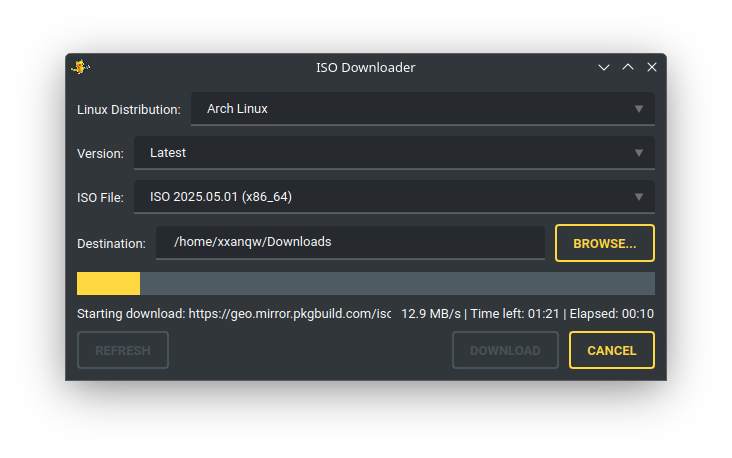 ISO Downloader
Linux Distribution: Arch Linux
Version: Latest
ISO File: ISO 2025.05.01 (x86_64)
Destination: /home/xxanqw/Downloads BROWSE...
Starting download: https://geo.mirror.pkgbuild.com/iso 12.9 MB/s | Time left: 01:21 | Elapsed: 00:10
REFRESH DOWNLOAD CANCEL